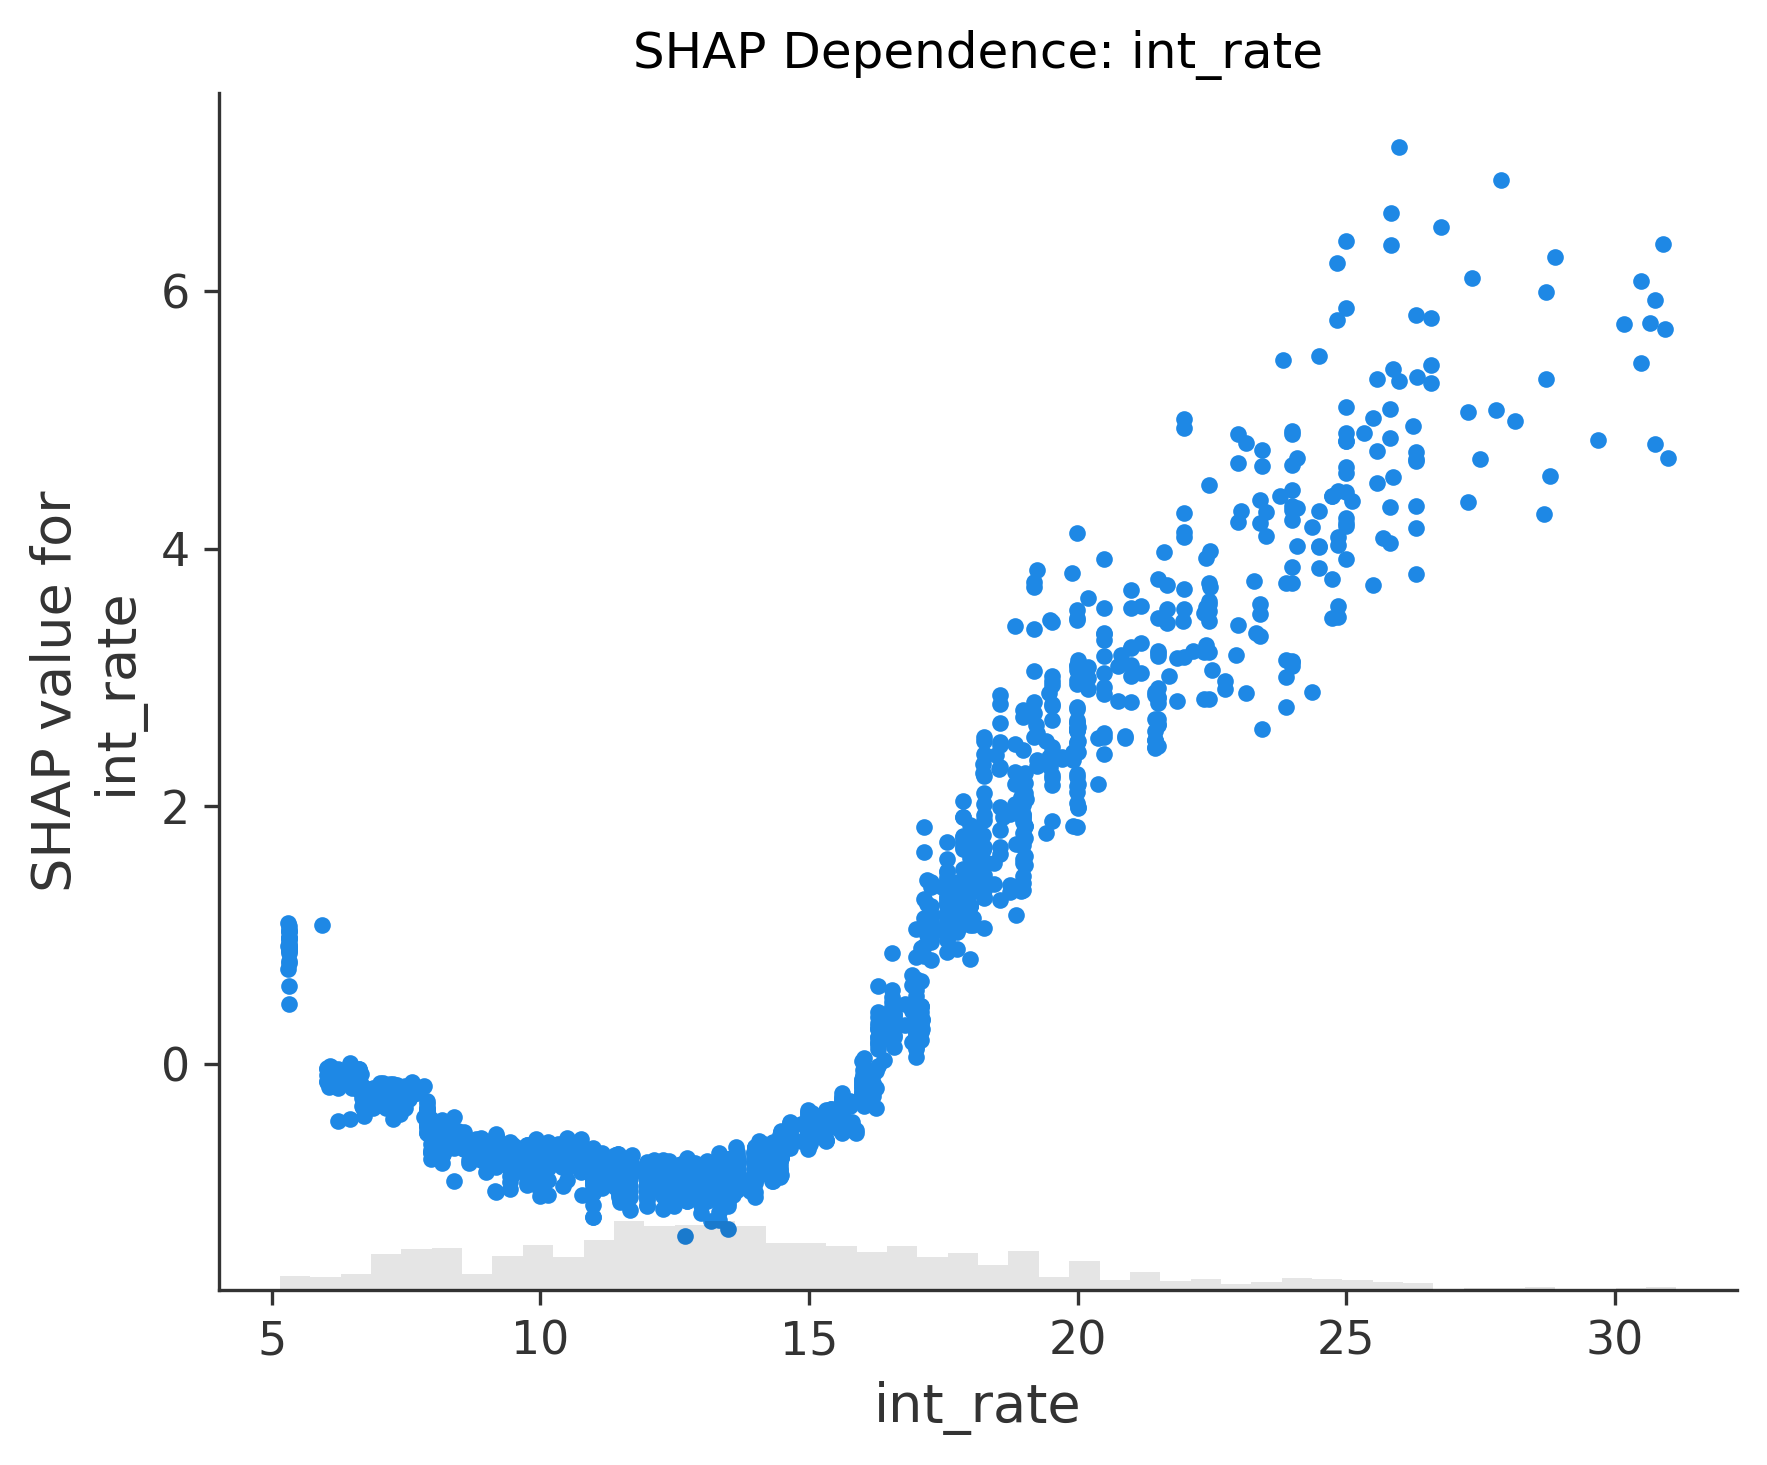 SHAP Dependence: int_rate
SHAP value for
int_rate
6
4
2
0
5 10 15 20 25 30
int_rate